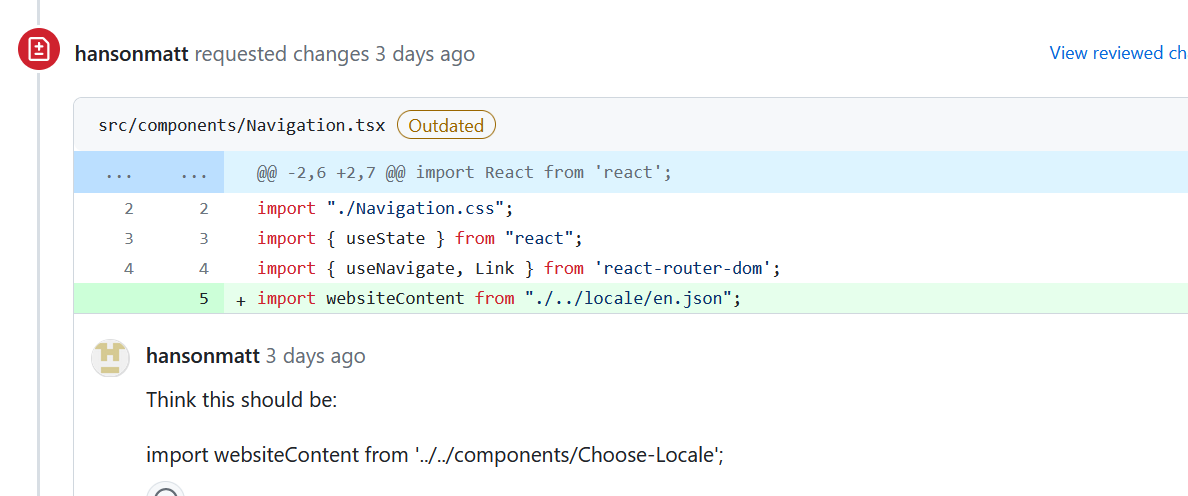 hansonmatt requested changes 3 days ago View reviewed ch
src/components/Navigation.tsx Outdated
... ... @@ -2,6 +2,7 @@ import React from 'react';
2 2 import "./Navigation.css";
3 3 import { useState } from "react";
4 4 import { useNavigate, Link } from 'react-router-dom';
5 + import websiteContent from "./../locale/en.json";
hansonmatt 3 days ago
Think this should be:
import websiteContent from '../../components/Choose-Locale';